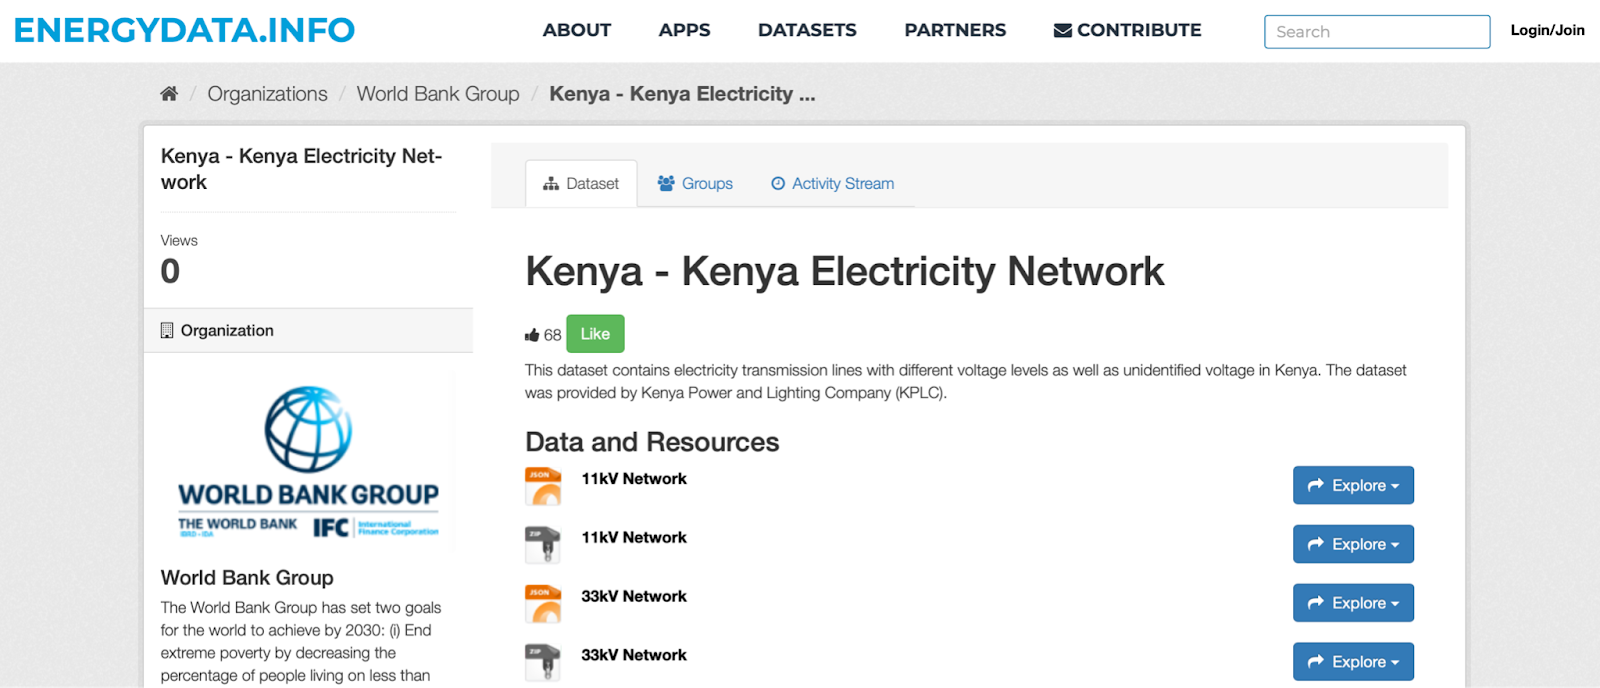 ENERGYDATA.INFO
ABOUT APPS DATASETS PARTNERS CONTRIBUTE Search Login/Join
/ Organizations / World Bank Group / Kenya - Kenya Electricity ...
Kenya - Kenya Electricity Net-
work
Views
0
Organization
WORLD BANK GROUP
THE WORLD BANK IFC International
IBRD - IDA Finance Corporation
World Bank Group
The World Bank Group has set two goals
for the world to achieve by 2030: (i) End
extreme poverty by decreasing the
percentage of people living on less than
Dataset Groups Activity Stream
Kenya - Kenya Electricity Network
68 Like
This dataset contains electricity transmission lines with different voltage levels as well as unidentified voltage in Kenya. The dataset
was provided by Kenya Power and Lighting Company (KPLC).
Data and Resources
JSON 11kV Network Explore
ZIP 11kV Network Explore
JSON 33kV Network Explore
ZIP 33kV Network Explore